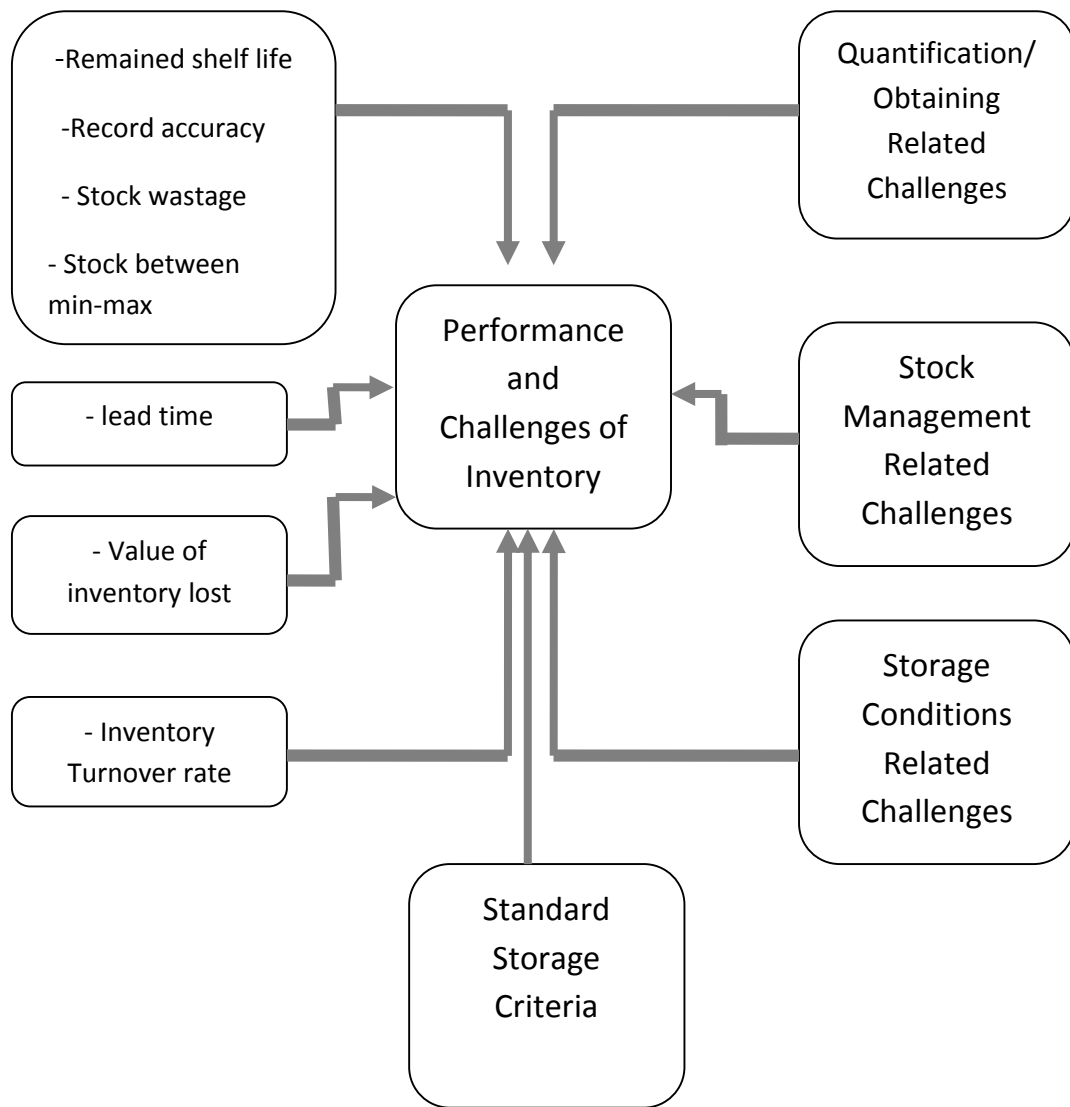 -Remained shelf life
-Record accuracy
- Stock wastage
- Stock between
min-max
Quantification/
Obtaining
Related
Challenges
Performance
and
Challenges of
Inventory
- lead time
Stock
Management
Related
Challenges
- Value of
inventory lost
Storage
Conditions
Related
Challenges
- Inventory
Turnover rate
Standard
Storage
Criteria